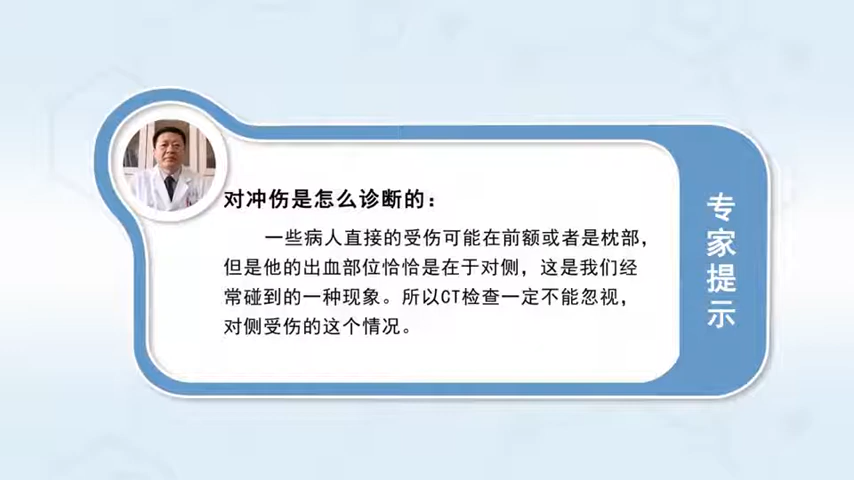 对冲伤是怎么诊断的：
一些病人直接的受伤可能在前额或者是枕部，
但是他的出血部位恰恰是在于对侧，这是我们经
常碰到的一种现象。所以CT检查一定不能忽视，
对侧受伤的这个情况。
专家提示